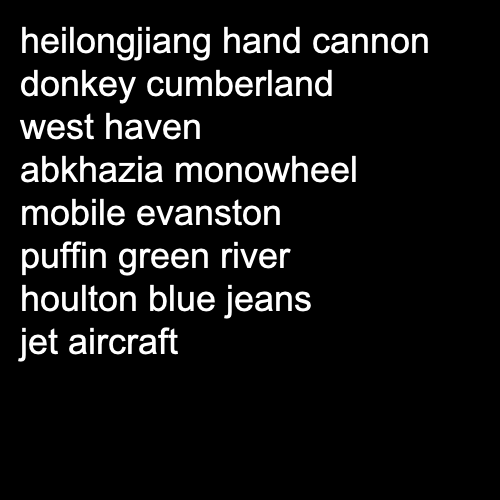 heilongjiang hand cannon
donkey cumberland
west haven
abkhazia monowheel
mobile evanston
puffin green river
houlton blue jeans
jet aircraft